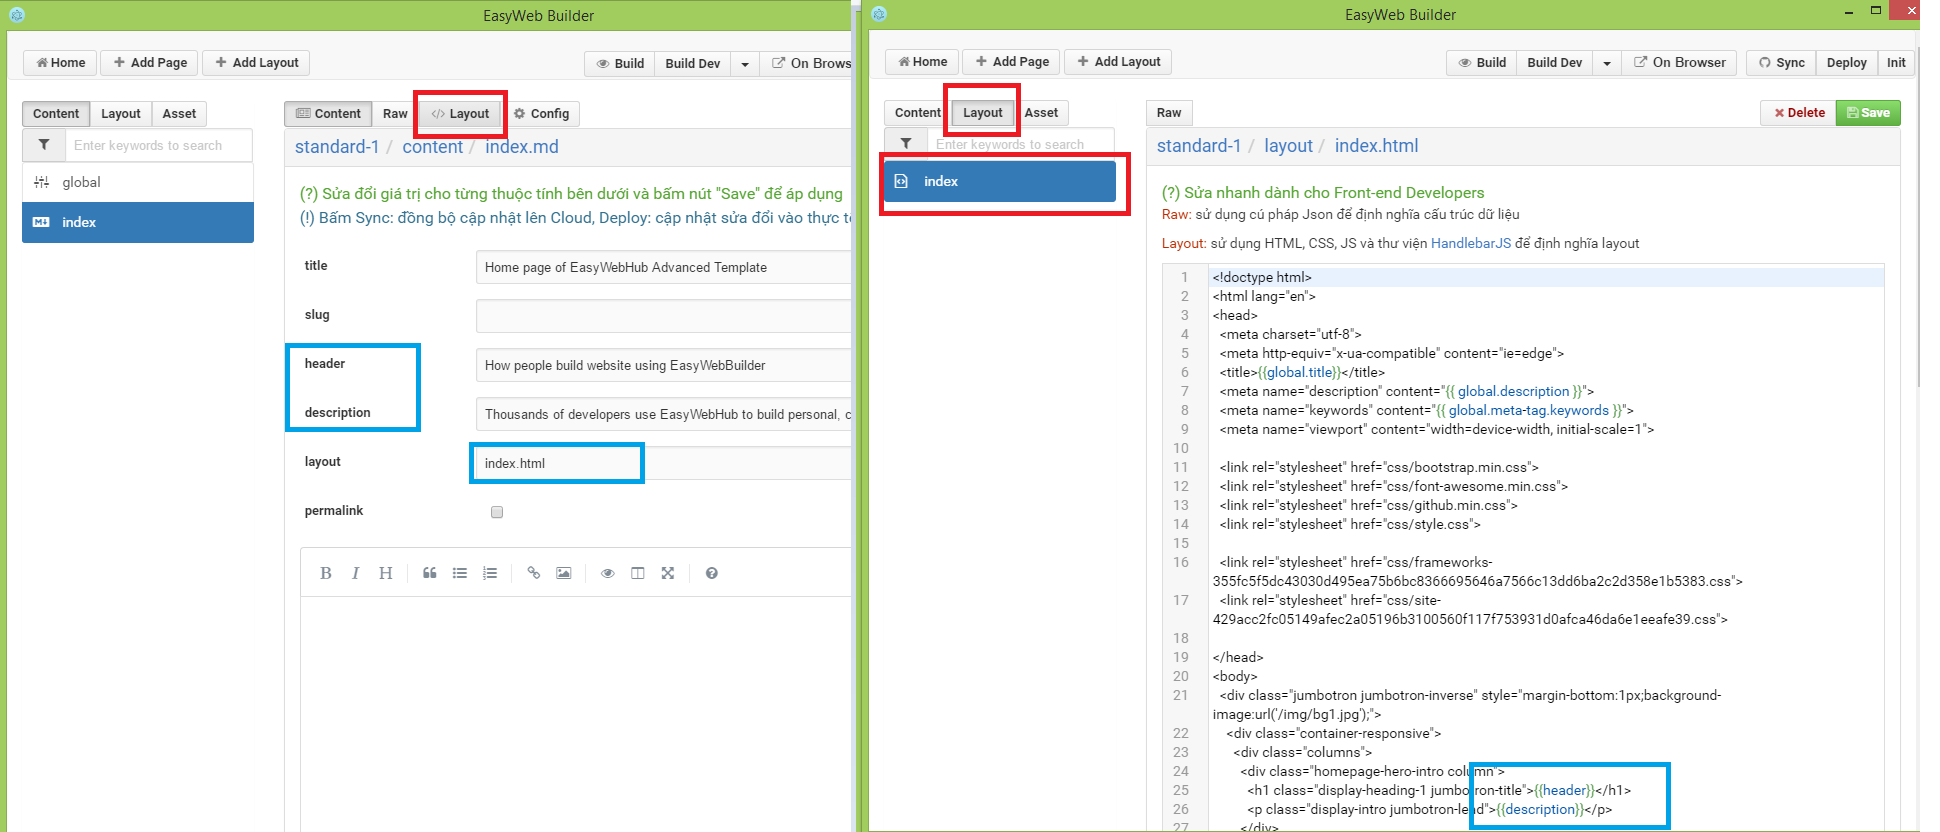 EasyWeb Builder
Home
Add Page
Add Layout
Build
Build Dev
On Brows
Content
Layout
Asset
Enter keywords to search
global
index
Content
Raw
Layout
Config
standard-1 / content / index.md
(?) Sửa đổi giá trị cho từng thuộc tính bên dưới và bấm nút "Save" để áp dụng
(!) Bấm Sync: đồng bộ cập nhật lên Cloud, Deploy: cập nhật sửa đổi vào thực t
title
Home page of EasyWebHub Advanced Template
slug
header
How people build website using EasyWebBuilder
description
Thousands of developers use EasyWebHub to build personal, c
layout
index.html
permalink
B I H
EasyWeb Builder
Home
Add Page
Add Layout
Build
Build Dev
On Browser
Sync
Deploy
Init
Content
Layout
Asset
Enter keywords to search
index
Raw
Delete
Save
standard-1 / layout / index.html
(?) Sửa nhanh dành cho Front-end Developers
Raw: sử dụng cú pháp Json để định nghĩa cấu trúc dữ liệu
Layout: sử dụng HTML, CSS, JS và thư viện HandlebarJS để định nghĩa layout
1 <!doctype html>
2 <html lang="en">
3 <head>
4 <meta charset="utf-8">
5 <meta http-equiv="x-ua-compatible" content="ie=edge">
6 <title>{{global.title}}</title>
7 <meta name="description" content="{{ global.description }}">
8 <meta name="keywords" content="{{ global.meta-tag.keywords }}">
9 <meta name="viewport" content="width=device-width, initial-scale=1">
10
11 <link rel="stylesheet" href="css/bootstrap.min.css">
12 <link rel="stylesheet" href="css/font-awesome.min.css">
13 <link rel="stylesheet" href="css/github.min.css">
14 <link rel="stylesheet" href="css/style.css">
15
16 <link rel="stylesheet" href="css/frameworks-
355fc5f5dc43030d495ea75b6bc8366695646a7566c13dd6ba2c2d358e1b5383.css">
17 <link rel="stylesheet" href="css/site-
429acc2fc05149afec2a05196b3100560f117f753931d0afca46da6e1eeafe39.css">
18
19 </head>
20 <body>
21 <div class="jumbotron jumbotron-inverse" style="margin-bottom:1px;background-
image:url('/img/bg1.jpg');">
22 <div class="container-responsive">
23 <div class="columns">
24 <div class="homepage-hero-intro column">
25 <h1 class="display-heading-1 jumbotron-title">{{header}}</h1>
26 <p class="display-intro jumbotron-lead">{{description}}</p>
27 </div>